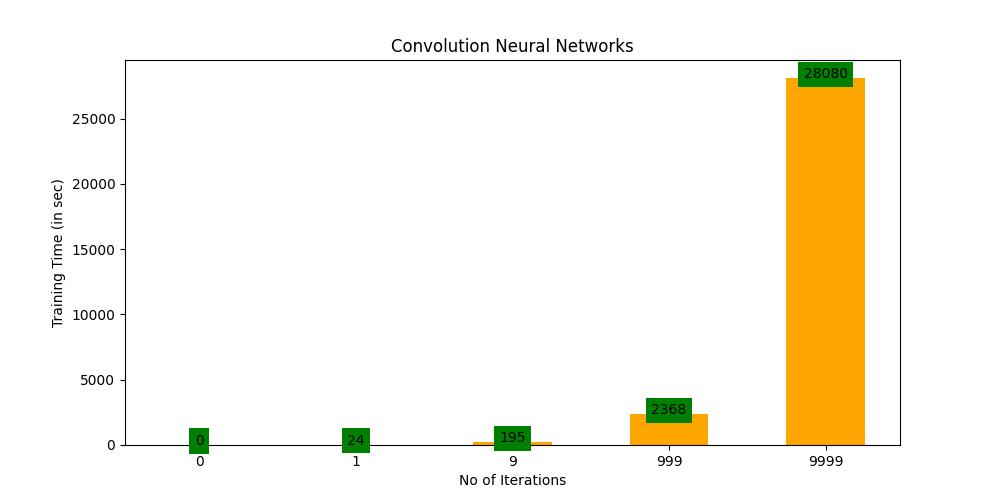 Convolution Neural Networks
28080
25000
20000
15000
10000
5000
0
Training Time (in sec)
0
24
195
2368
0 1 9 999 9999
No of Iterations